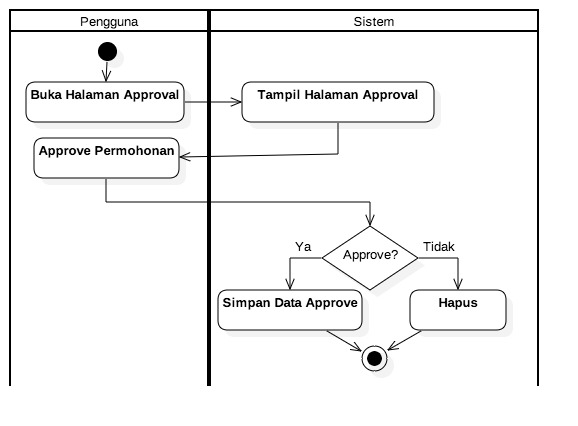 Pengguna
Sistem
Buka Halaman Approval
Tampil Halaman Approval
Approve Permohonan
Ya
Approve?
Tidak
Simpan Data Approve
Hapus